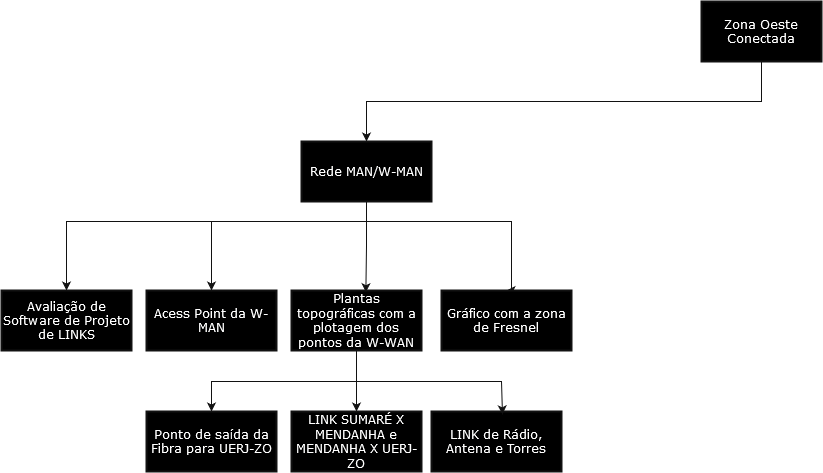 Zona Oeste
Conectada
Rede MAN/W-MAN
Avaliação de
Software de Projeto
de LINKS
Acess Point da W-
MAN
Plantas
topográficas com a
plotagem dos
pontos da W-WAN
Gráfico com a zona
de Fresnel
Ponto de saída da
Fibra para UERJ-ZO
LINK SUMARÉ X
MENDANHA e
MENDANHA X UERJ-
ZO
LINK de Rádio,
Antena e Torres